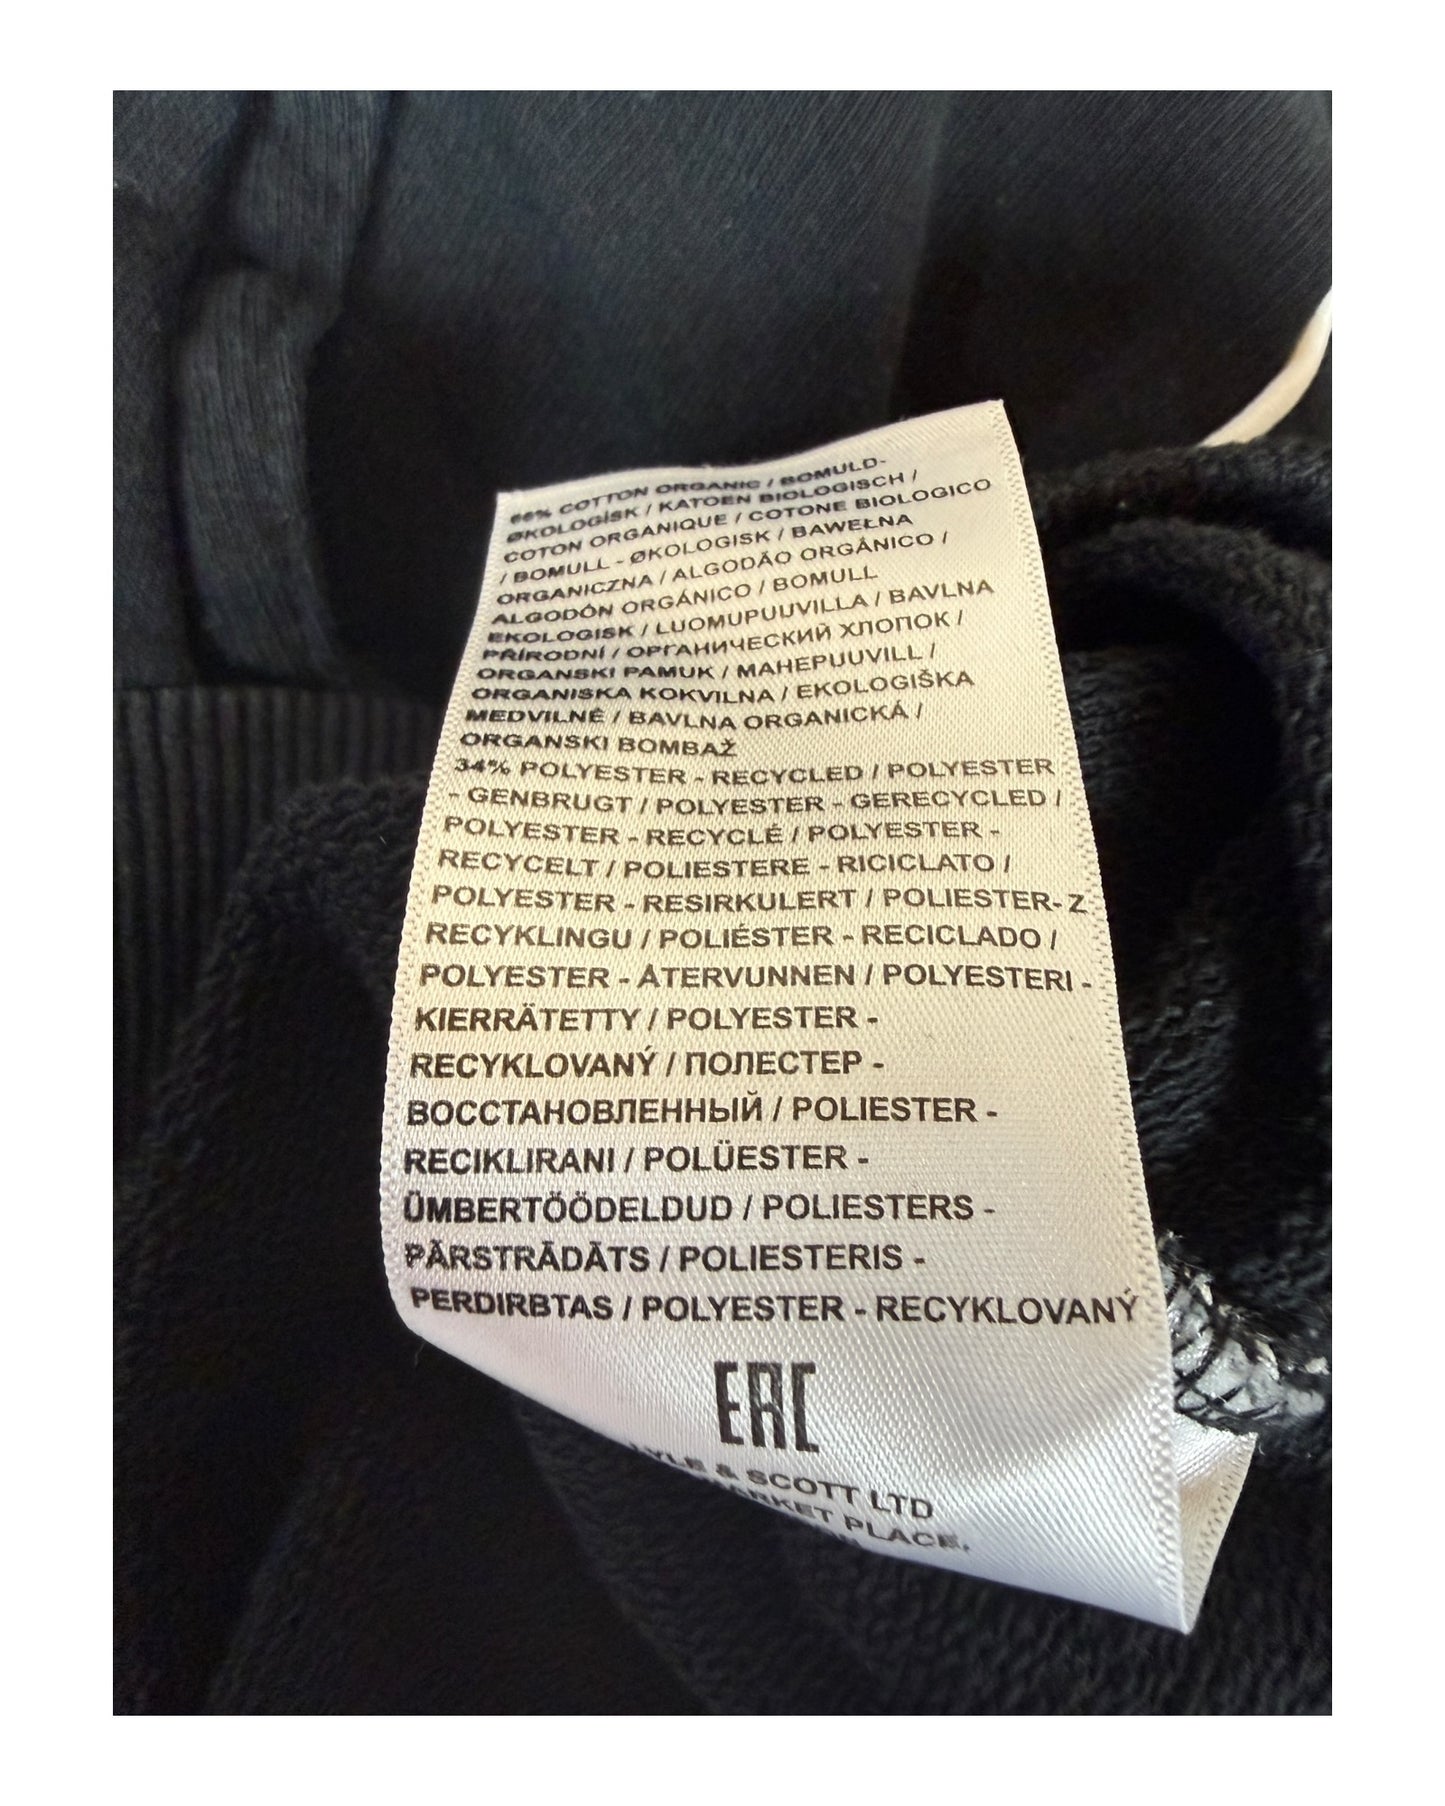 66% COTTON ORGANIC / BOMULD-
ØKOLOGISK / KATOEN BIOLOGISCH /
COTON ORGANIQUE / COTONE BIOLOGICO
/ BOMULL - ØKOLOGISK / BAWEŁNA
ORGANICZNA / ALGODÃO ORGÂNICO /
ALGODÓN ORGÁNICO / BOMULL
EKOLOGISK / LUOMUPUUVILLA / BAVLNA
PŘÍRODNÍ / ОРГАНИЧЕСКИЙ ХЛОПОК /
ORGANSKI PAMUK / MAHEPUUVILL /
ORGANISKA KOKVILNA / EKOLOGIŠKA
MEDVILNĖ / BAVLNA ORGANICKÁ /
ORGANSKI BOMBAŽ
34% POLYESTER - RECYCLED / POLYESTER
- GENBRUGT / POLYESTER - GERECYCLED /
POLYESTER - RECYCLÉ / POLYESTER -
RECYCELT / POLIESTERE - RICICLATO /
POLYESTER - RESIRKULERT / POLIESTER- Z
RECYKLINGU / POLIÉSTER - RECICLADO /
POLYESTER - ÅTERVUNNEN / POLYESTERI -
KIERRÄTETTY / POLYESTER -
RECYKLOVANÝ / ПОЛЕСТЕР -
ВОССТАНОВЛЕННЫЙ / POLIESTER -
RECIKLIRANI / POLÜESTER -
ÜMBERTÖÖDELDUD / POLIESTERS -
PĀRSTRĀDĀTS / POLIESTERIS -
PERDIRBTAS / POLYESTER - RECYKLOVANÝ
EAC
LYLE & SCOTT LTD
MARKET PLACE,